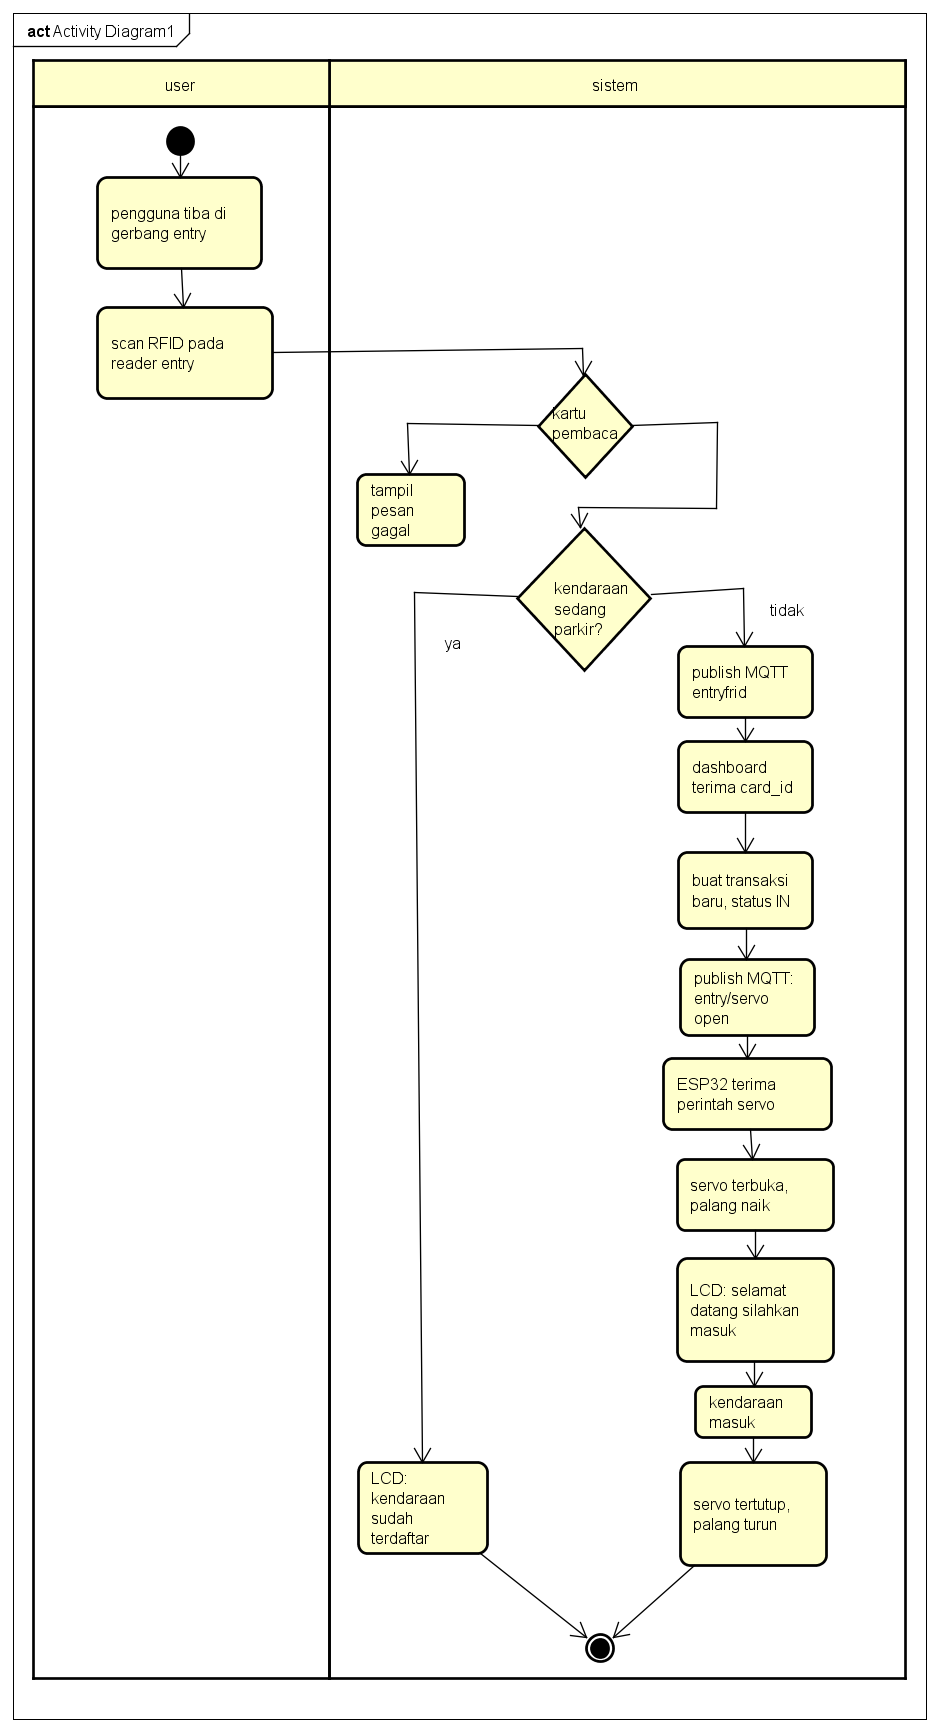 act Activity Diagram1
user
sistem
pengguna tiba di
gerbang entry
scan RFID pada
reader entry
kartu
pembaca
tampil
pesan
gagal
kendaraan
sedang
parkir?
tidak
ya
publish MQTT
entryfrid
dashboard
terima card_id
buat transaksi
baru, status IN
publish MQTT:
entry/servo
open
ESP32 terima
perintah servo
servo terbuka,
palang naik
LCD: selamat
datang silahkan
masuk
kendaraan
masuk
LCD:
kendaraan
sudah
terdaftar
servo tertutup,
palang turun